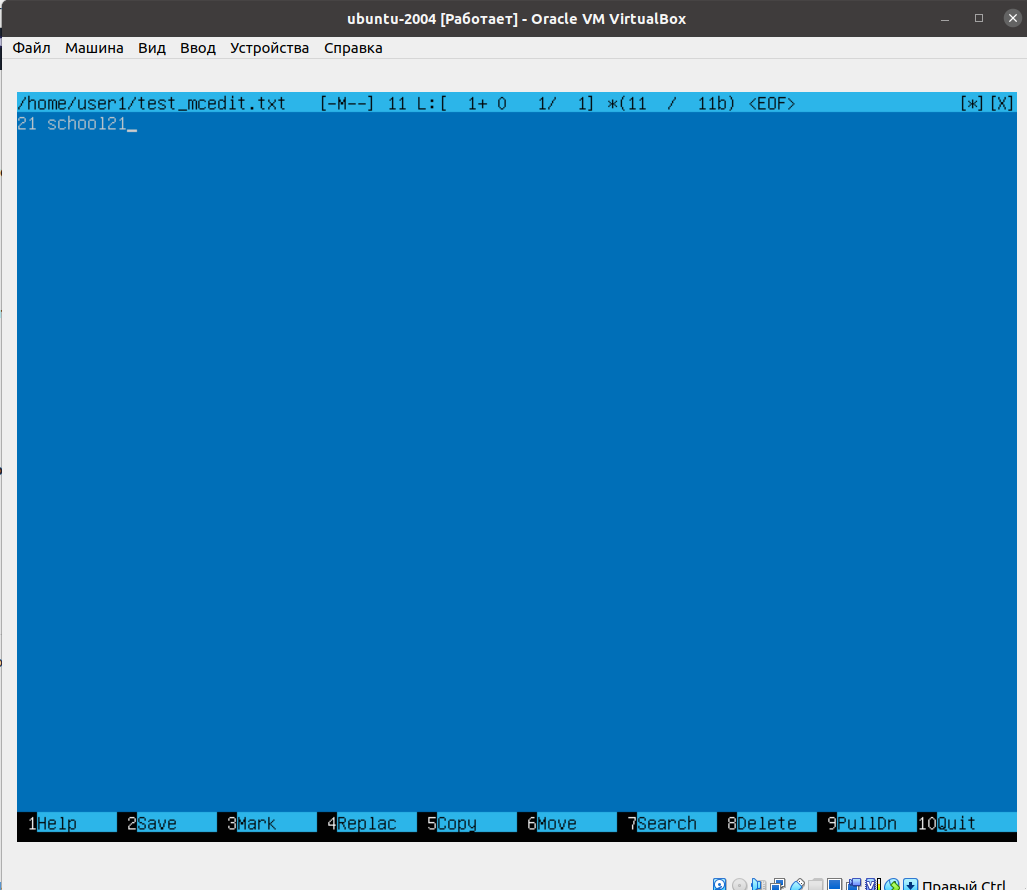 ubuntu-2004 [Работает] - Oracle VM VirtualBox
Файл Машина Вид Ввод Устройства Справка
/home/user1/test_mcedit.txt [-M--] 11 L:[ 1+ 0 1/ 1] *(11 / 11b) <EOF> [*][X]
21 school21_
1Help 2Save 3Mark 4Replac 5Copy 6Move 7Search 8Delete 9PullDn 10Quit
Правый Ctrl